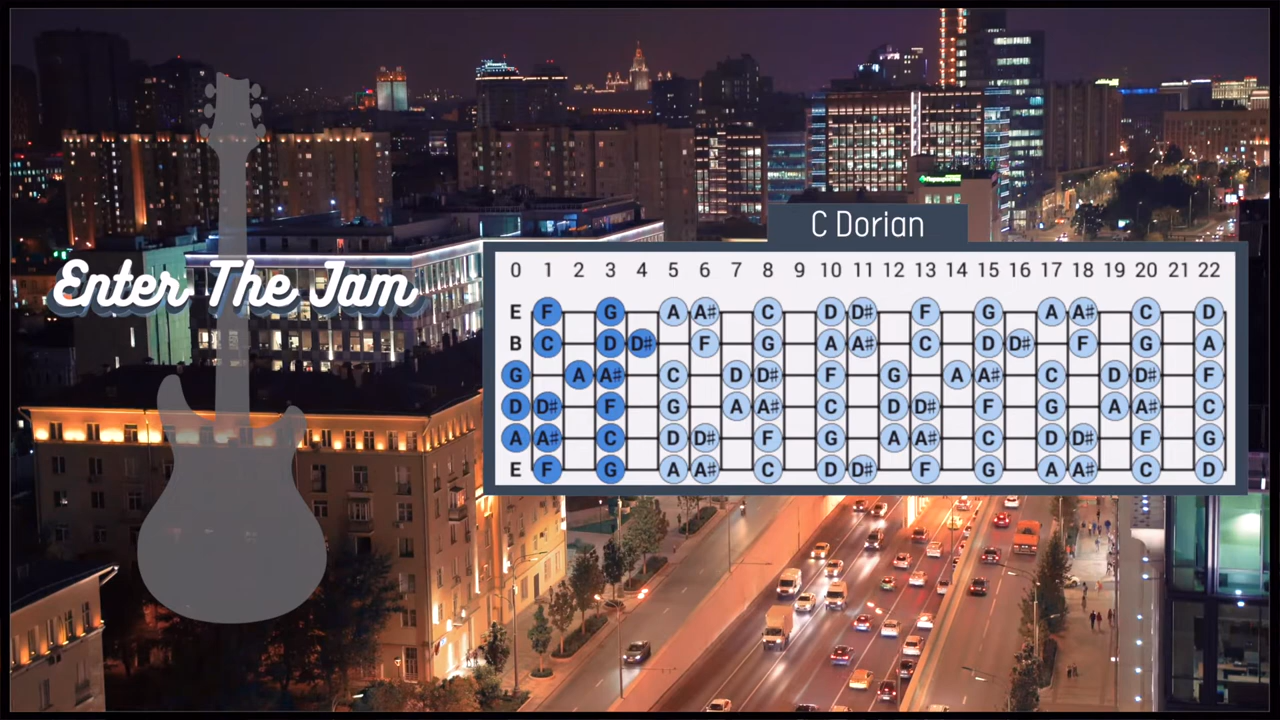 C Dorian
Enter The Jam
0 1 2 3 4 5 6 7 8 9 10 11 12 13 14 15 16 17 18 19 20 21 22
E F G A A# C D D# F G A A# C D
B C D D# F G A A# C D D# F G A
G A A# C D D# F G A A# C D D# F
D D# F G A A# C D D# F G A A# C
A A# C D D# F G A A# C D D# F G
E F G A A# C D D# F G A A# C D